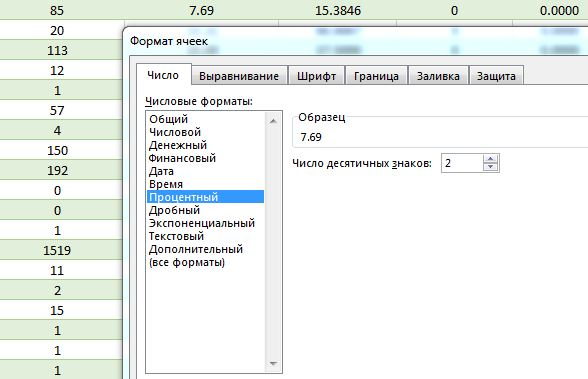 85 7.69 15.3846 0 0.0000
20
Формат ячеек
113
12
Число Выравнивание Шрифт Граница Заливка Защита
1
Числовые форматы:
57
Общий
Образец
4
Числовой
7.69
150
Денежный
Финансовый
Число десятичных знаков: 2
192
Дата
Время
0
Процентный
0
Дробный
1
Экспоненциальный
Текстовый
1519
Дополнительный
11
(все форматы)
2
15
1
1
1